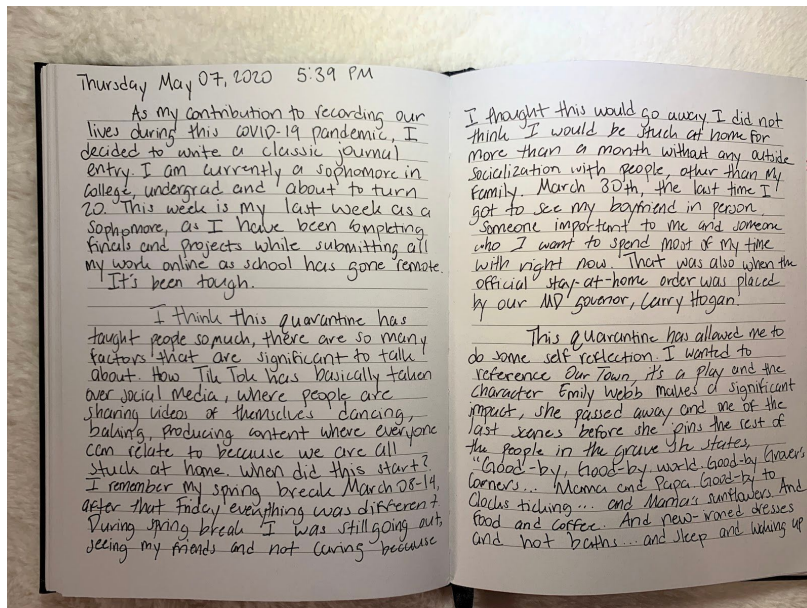 Thursday May 07, 2020 5:39 PM
As my contribution to recording our
lives during this COVID-19 pandemic, I
decided to write a classic journal
entry. I am currently a sophomore in
college, undergrad and about to turn
20. This week is my last week as a
sophomore, as I have been completing
finals and projects while submitting all
my work online as school has gone remote.
It's been tough.
I think this quarantine has
taught people so much, there are so many
factors that are significant to talk
about. How Tik Tok has basically taken
over social media, where people are
sharing videos of themselves dancing,
baking, producing content where everyone
can relate to because we are all
stuck at home. When did this start?
I remember my spring break March 08-14,
after that Friday everything was different.
During spring break I was still going out,
seeing my friends and not caring because
I thought this would go away. I did not
think I would be stuck at home for
more than a month without any outside
socialization with people, other than my
family. March 30th, the last time I
got to see my boyfriend in person.
Someone important to me and someone
who I want to spend most of my time
with right now. That was also when the
official stay-at-home order was placed
by our MD govenor, Larry Hogan.
This quarantine has allowed me to
do some self reflection. I wanted to
reference Our Town, it's a play and the
character Emily Webb makes a significant
impact, she passed away and one of the
last scenes before she pins the rest of
the people in the grave she states,
"Good-by, Good-by world. Good-by Grover's
Corners... Mama and Papa. Good-by to
Clocks ticking.... and Mama's sunflowers. And
food and coffee. And new-ironed dresses
and hot baths... and sleep and waking up